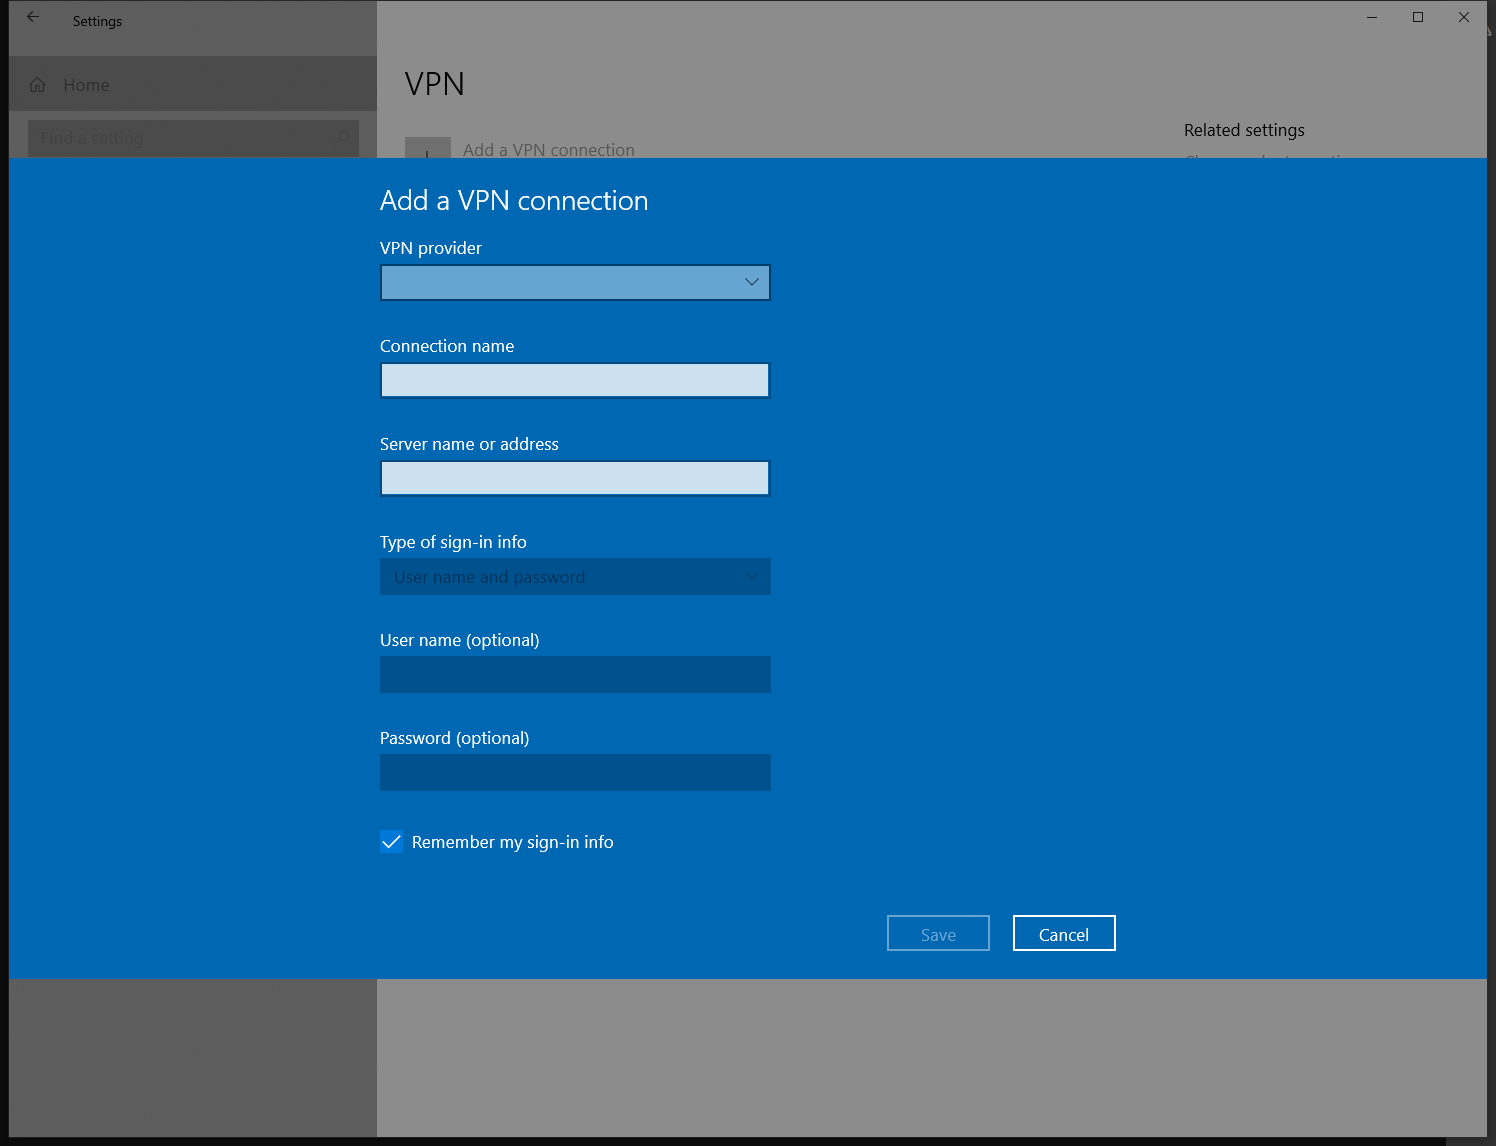 Settings
Home
Find a setting
VPN
Add a VPN connection
Related settings
Add a VPN connection
VPN provider
Connection name
Server name or address
Type of sign-in info
User name and password
User name (optional)
Password (optional)
Remember my sign-in info
Save
Cancel